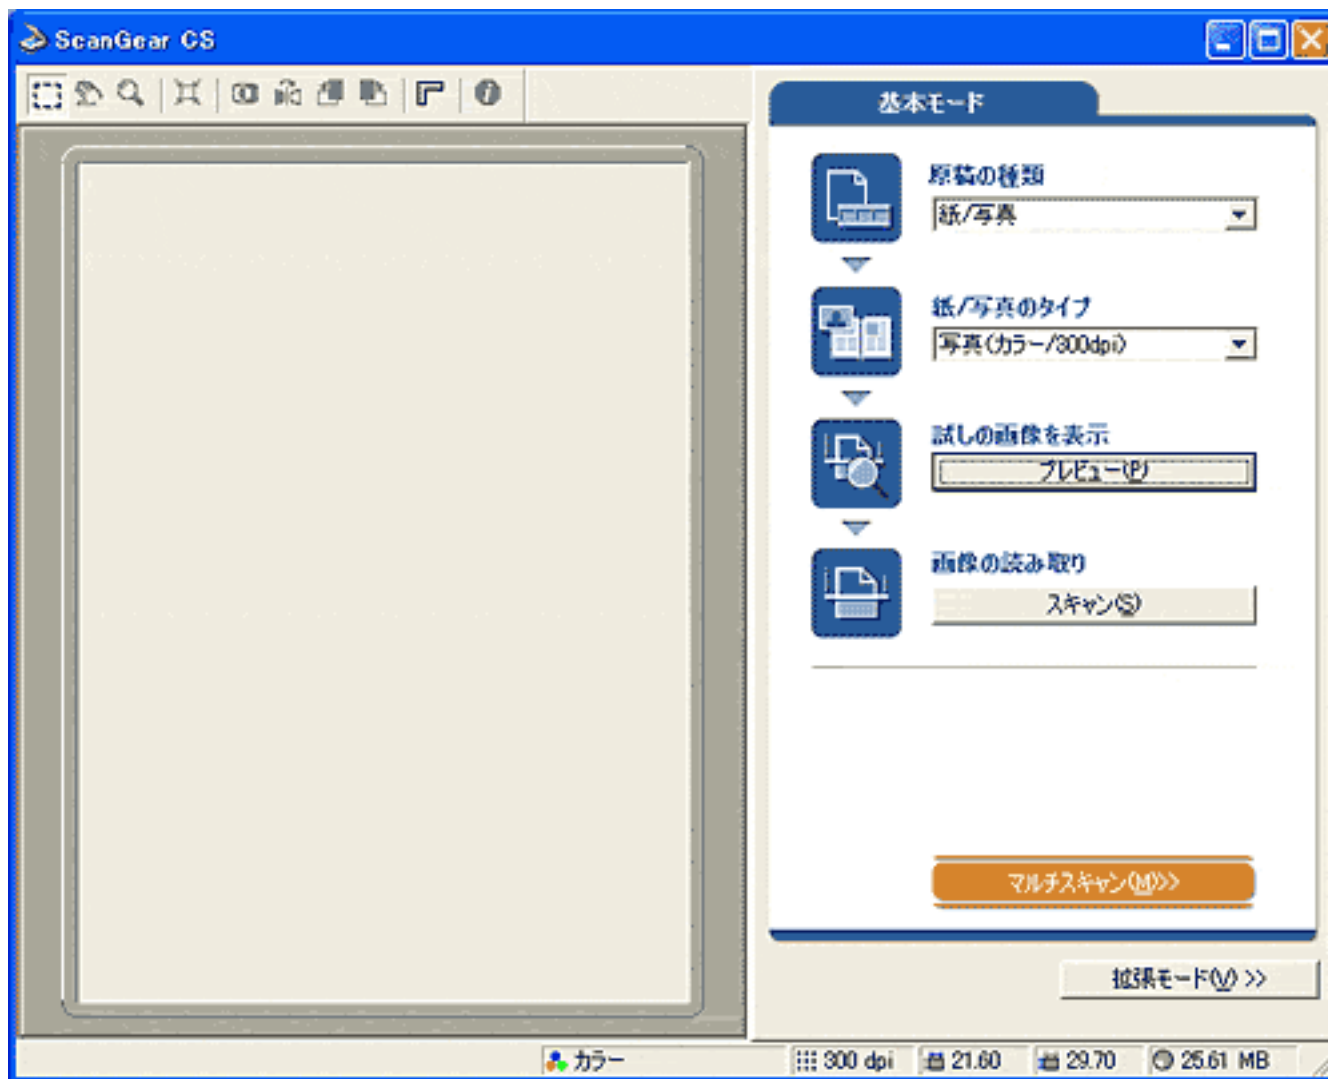 ScanGear CS
基本モード
原稿の種類
紙/写真
紙/写真のタイプ
写真(カラー/300dpi)
試しの画像を表示
プレビュー(P)
画像の読み取り
スキャン(S)
マルチスキャン(M)>>
拡張モード(V) >>
カラー
300 dpi
21.60
29.70
25.61 MB